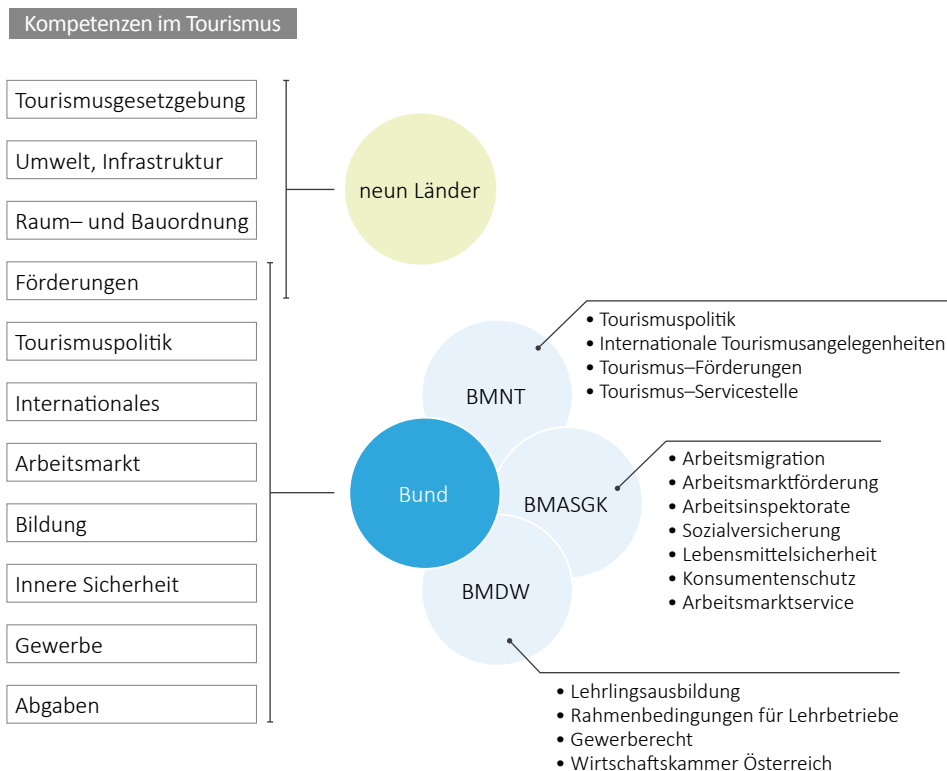 Kompetenzen im Tourismus
Tourismusgesetzgebung
Umwelt, Infrastruktur
Raum– und Bauordnung
Förderungen
Tourismuspolitik
Internationales
Arbeitsmarkt
Bildung
Innere Sicherheit
Gewerbe
Abgaben
neun Länder
Bund
BMNT
• Tourismuspolitik
• Internationale Tourismusangelegenheiten
• Tourismus–Förderungen
• Tourismus–Servicestelle
BMASGK
• Arbeitsmigration
• Arbeitsmarktförderung
• Arbeitsinspektorate
• Sozialversicherung
• Lebensmittelsicherheit
• Konsumentenschutz
• Arbeitsmarktservice
BMDW
• Lehrlingsausbildung
• Rahmenbedingungen für Lehrbetriebe
• Gewerberecht
• Wirtschaftskammer Österreich